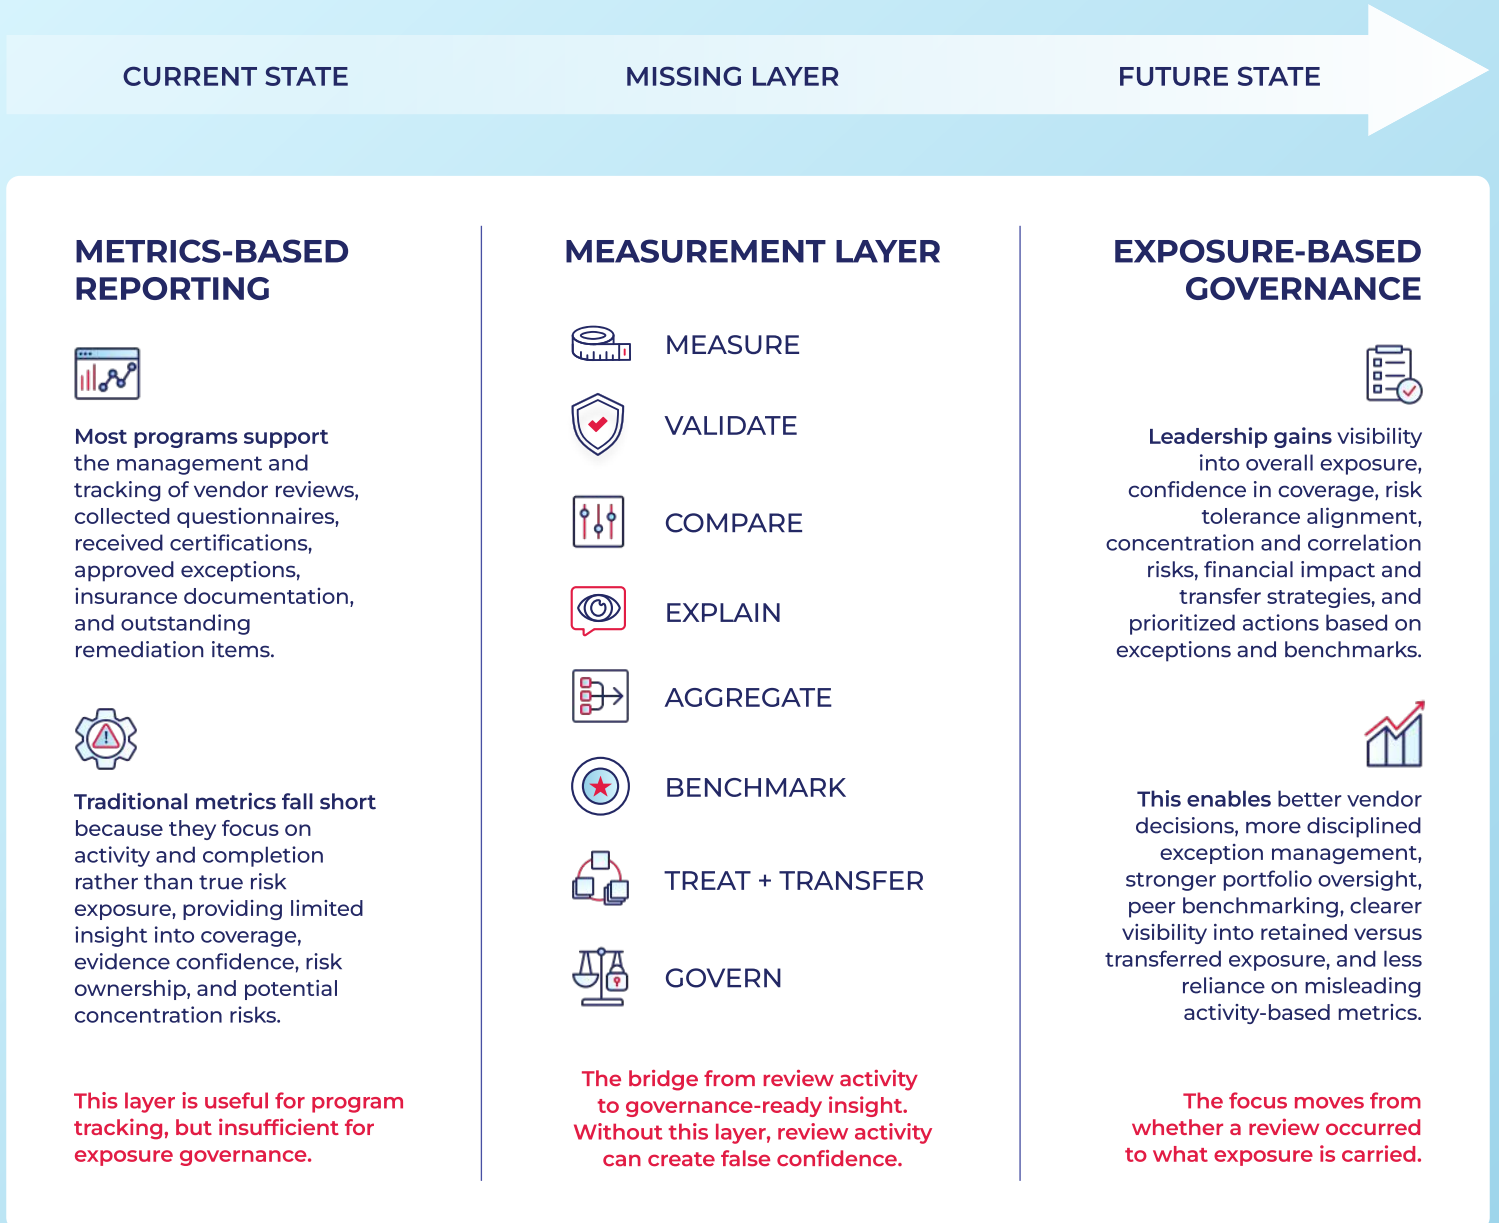 CURRENT STATE
MISSING LAYER
FUTURE STATE
METRICS-BASED
REPORTING
Most programs support
the management and
tracking of vendor reviews,
collected questionnaires,
received certifications,
approved exceptions,
insurance documentation,
and outstanding
remediation items.
Traditional metrics fall short
because they focus on
activity and completion
rather than true risk
exposure, providing limited
insight into coverage,
evidence confidence, risk
ownership, and potential
concentration risks.
This layer is useful for program
tracking, but insufficient for
exposure governance.
MEASUREMENT LAYER
MEASURE
VALIDATE
COMPARE
EXPLAIN
AGGREGATE
BENCHMARK
TREAT + TRANSFER
GOVERN
The bridge from review activity
to governance-ready insight.
Without this layer, review activity
can create false confidence.
EXPOSURE-BASED
GOVERNANCE
Leadership gains visibility
into overall exposure,
confidence in coverage, risk
tolerance alignment,
concentration and correlation
risks, financial impact and
transfer strategies, and
prioritized actions based on
exceptions and benchmarks.
This enables better vendor
decisions, more disciplined
exception management,
stronger portfolio oversight,
peer benchmarking, clearer
visibility into retained versus
transferred exposure, and less
reliance on misleading
activity-based metrics.
The focus moves from
whether a review occurred
to what exposure is carried.